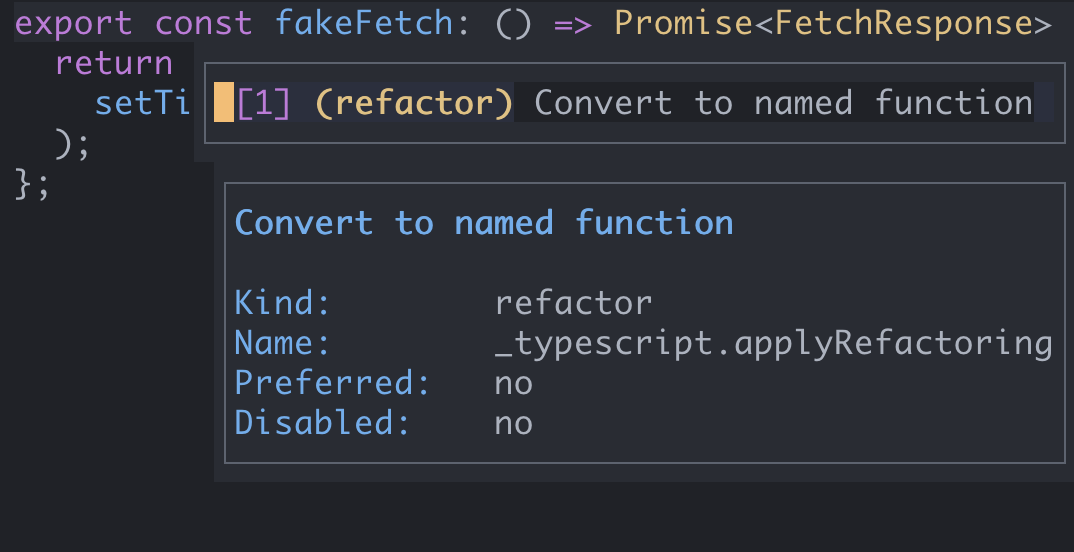 export const fakeFetch: () => Promise<FetchResponse>
return
[1] (refactor) Convert to named function
setTi
);
};
Convert to named function
Kind: refactor
Name: _typescript.applyRefactoring
Preferred: no
Disabled: no